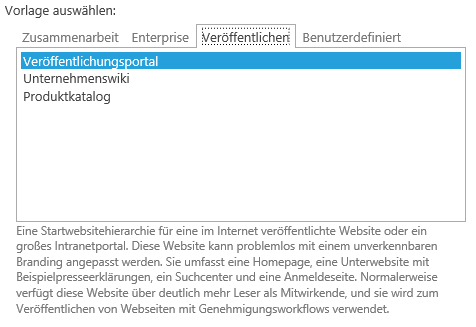 Vorlage auswählen:
Zusammenarbeit Enterprise Veröffentlichen Benutzerdefiniert
Veröffentlichungsportal
Unternehmenswiki
Produktkatalog
Eine Startwebsitehierarchie für eine im Internet veröffentlichte Website oder ein
großes Intranetportal. Diese Website kann problemlos mit einem unverkennbaren
Branding angepasst werden. Sie umfasst eine Homepage, eine Unterwebsite mit
Beispielpresseerklärungen, ein Suchcenter und eine Anmeldeseite. Normalerweise
verfügt diese Website über deutlich mehr Leser als Mitwirkende, und sie wird zum
Veröffentlichen von Webseiten mit Genehmigungsworkflows verwendet.